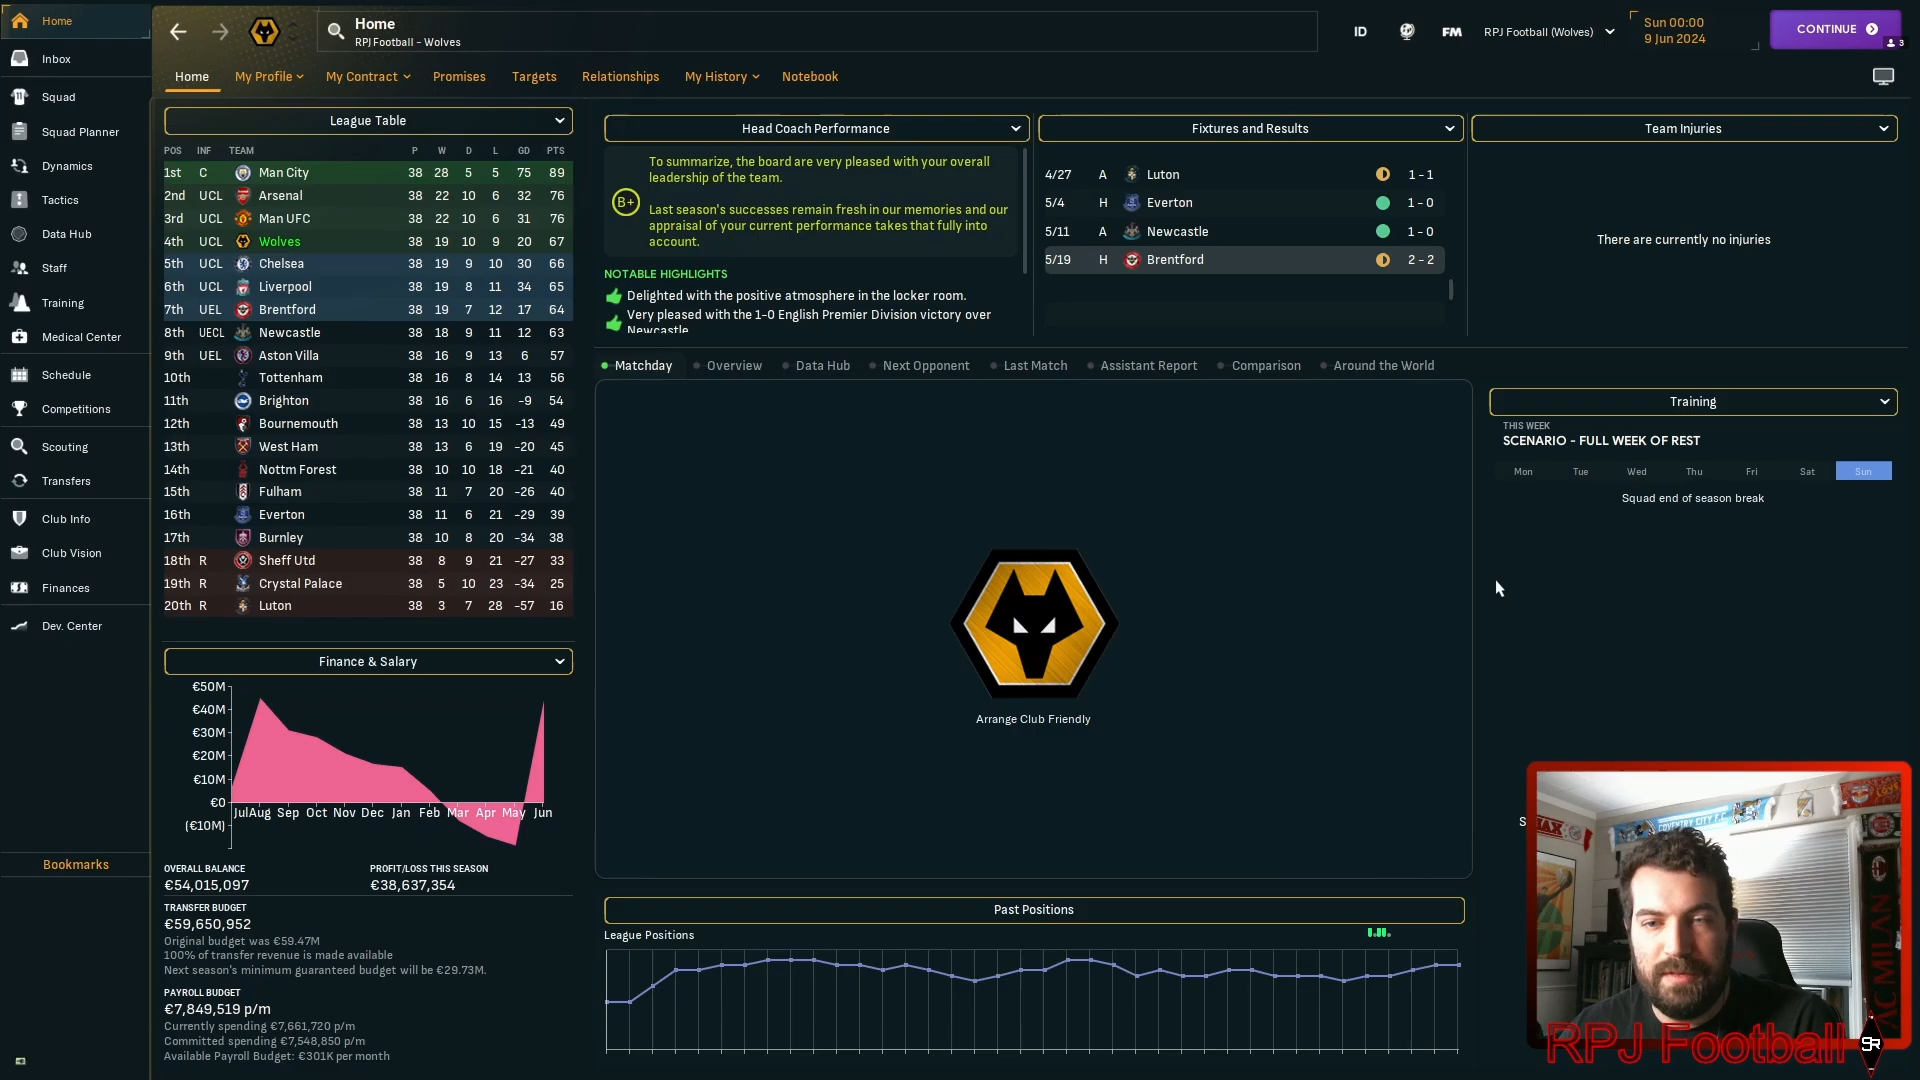 Home
Inbox
Squad
Squad Planner
Dynamics
Tactics
Data Hub
Staff
Training
Medical Center
Schedule
Competitions
Scouting
Transfers
Club Info
Club Vision
Finances
Dev. Center
Bookmarks
Home
RPJ Football - Wolves
ID
FM
RPJ Football (Wolves)
Sun 00:00
9 Jun 2024
CONTINUE
3
Home My Profile My Contract Promises Targets Relationships My History Notebook
League Table
POS INF TEAM P W D L GD PTS
1st C Man City 38 28 5 5 75 89
2nd UCL Arsenal 38 22 10 6 32 76
3rd UCL Man UFC 38 22 10 6 31 76
4th UCL Wolves 38 19 10 9 20 67
5th UCL Chelsea 38 19 9 10 30 66
6th UCL Liverpool 38 19 8 11 34 65
7th UEL Brentford 38 19 7 12 17 64
8th UECL Newcastle 38 18 9 11 12 63
9th UEL Aston Villa 38 16 9 13 6 57
10th Tottenham 38 16 8 14 13 56
11th Brighton 38 16 6 16 -9 54
12th Bournemouth 38 13 10 15 -13 49
13th West Ham 38 13 6 19 -20 45
14th Nottm Forest 38 10 10 18 -21 40
15th Fulham 38 11 7 20 -26 40
16th Everton 38 11 6 21 -29 39
17th Burnley 38 10 8 20 -34 38
18th R Sheff Utd 38 8 9 21 -27 33
19th R Crystal Palace 38 5 10 23 -34 25
20th R Luton 38 3 7 28 -57 16
Finance & Salary
€50M
€40M
€30M
€20M
€10M
€0
(€10M)
Jul Aug Sep Oct Nov Dec Jan Feb Mar Apr May Jun
OVERALL BALANCE
€54,015,097
PROFIT/LOSS THIS SEASON
€38,637,354
TRANSFER BUDGET
€59,650,952
Original budget was €59.47M
100% of transfer revenue is made available
Next season's minimum guaranteed budget will be €29.73M.
PAYROLL BUDGET
€7,849,519 p/m
Currently spending €7,661,720 p/m
Committed spending €7,548,850 p/m
Available Payroll Budget: €301K per month
Head Coach Performance
B+
To summarize, the board are very pleased with your overall
leadership of the team.
Last season's successes remain fresh in our memories and our
appraisal of your current performance takes that fully into
account.
NOTABLE HIGHLIGHTS
Delighted with the positive atmosphere in the locker room.
Very pleased with the 1-0 English Premier Division victory over
Newcastle
Fixtures and Results
4/27 A Luton 1 - 1
5/4 H Everton 1 - 0
5/11 A Newcastle 1 - 0
5/19 H Brentford 2 - 2
Team Injuries
There are currently no injuries
Matchday Overview Data Hub Next Opponent Last Match Assistant Report Comparison Around the World
Arrange Club Friendly
Training
THIS WEEK
SCENARIO - FULL WEEK OF REST
Mon Tue Wed Thu Fri Sat Sun
Squad end of season break
Past Positions
League Positions
COVENTRY CITY F.C
AC MILAN
RPJ Football
SR